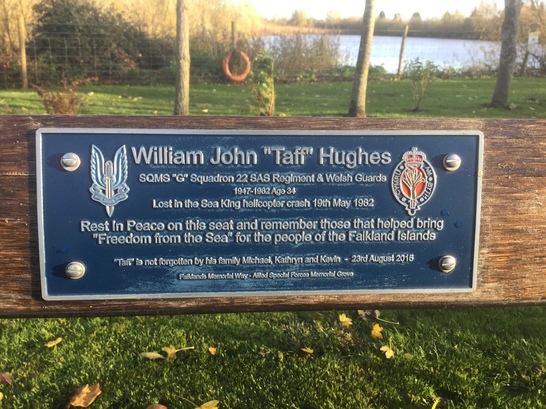 William John "Taff" Hughes
SQMS "G" Squadron 22 SAS Regiment & Welsh Guards
1947-1982 Age 34
Lost in the Sea King helicopter crash 19th May 1982
Rest in Peace on this seat and remember those that helped bring
"Freedom from the Sea" for the people of the Falkland Islands
"Taff" is not forgotten by his family Michael, Kathryn and Kevin - 23rd August 2018
Falklands Memorial Way - Allied Special Forces Memorial Grove